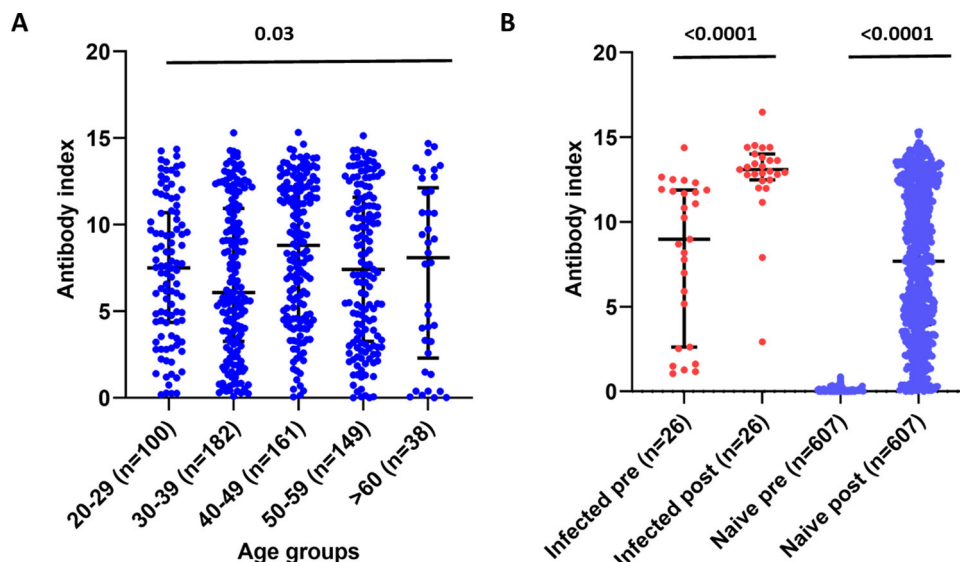 A
0.03
Antibody index
20
15
10
5
0
20-29 (n=100)
30-39 (n=182)
40-49 (n=161)
50-59 (n=149)
>60 (n=38)
Age groups
B
<0.0001
<0.0001
Antibody index
20
15
10
5
0
Infected pre (n=26)
Infected post (n=26)
Naive pre (n=607)
Naive post (n=607)